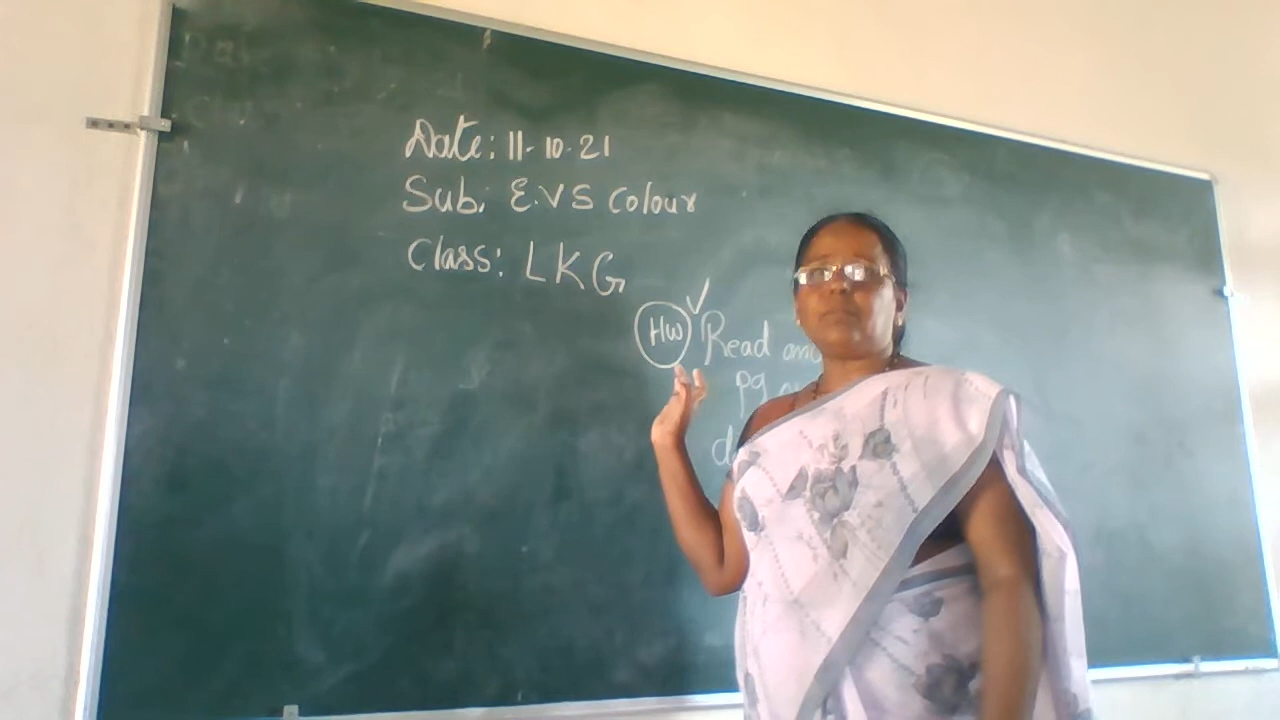 Date: 11-10-21
Sub: E.V S Colour
Class: LKG
HW Read
pg